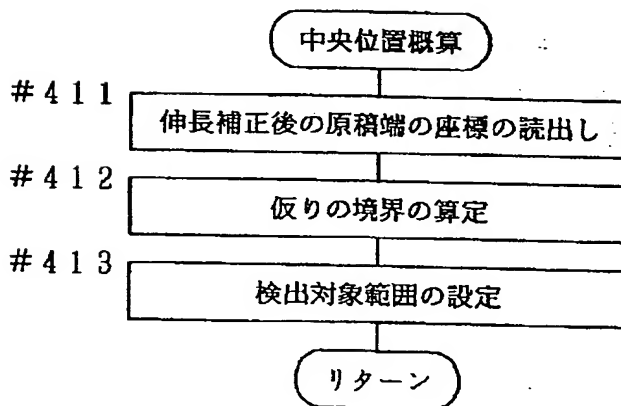 中央位置概算
#411
伸長補正後の原稿端の座標の読出し
#412
仮りの境界の算定
#413
検出対象範囲の設定
リターン